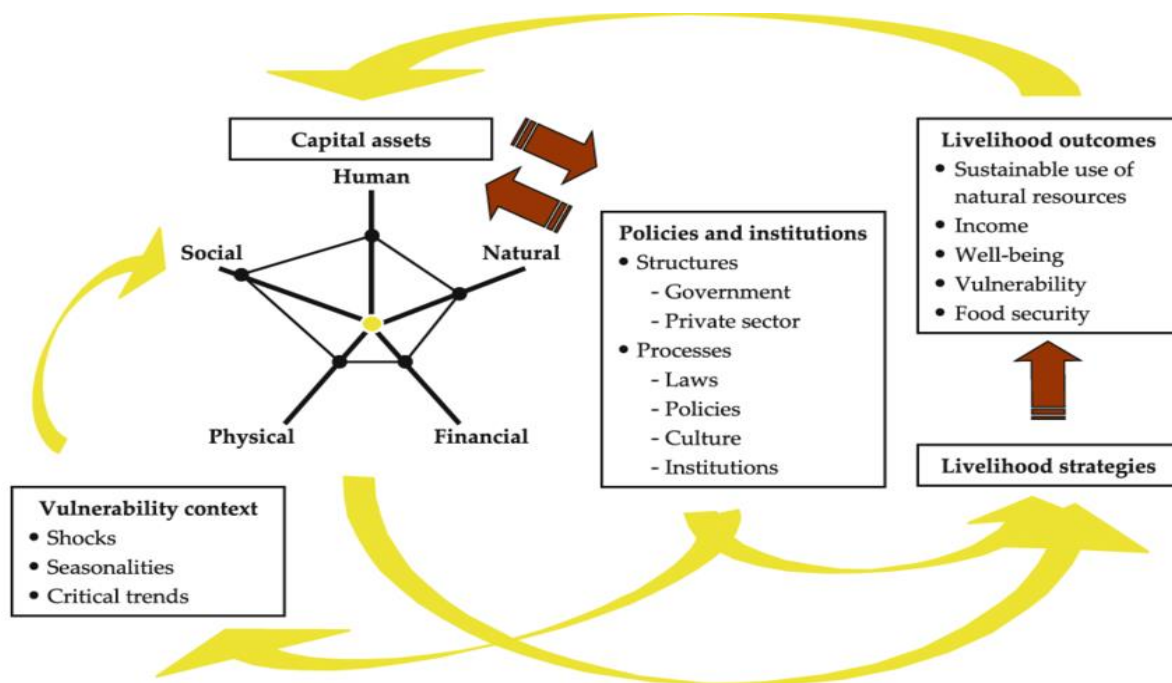 Capital assets
Human
Social
Natural
Physical
Financial
Vulnerability context
• Shocks
• Seasonalities
• Critical trends
Policies and institutions
• Structures
- Government
- Private sector
• Processes
- Laws
- Policies
- Culture
- Institutions
Livelihood outcomes
• Sustainable use of
natural resources
• Income
• Well-being
• Vulnerability
• Food security
Livelihood strategies